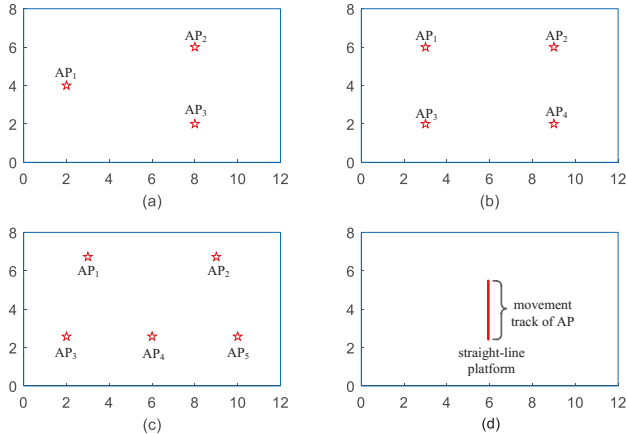 8
6
4
2
0
AP₁
AP₂
AP₃
0 2 4 6 8 10 12
(a)
8
6
4
2
0
AP₁
AP₂
AP₃
AP₄
0 2 4 6 8 10 12
(b)
8
6
4
2
0
AP₁
AP₂
AP₃
AP₄
AP₅
0 2 4 6 8 10 12
(c)
8
6
4
2
0
movement
track of AP
straight-line
platform
0 2 4 6 8 10 12
(d)